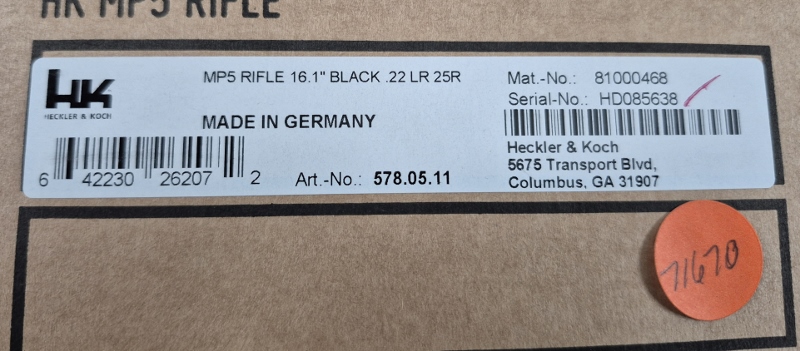 HK MP5 RIFLE
HK
HECKLER & KOCH
MP5 RIFLE 16.1" BLACK .22 LR 25R
MADE IN GERMANY
6 42230 26207 2
Art.-No.: 578.05.11
Mat.-No.: 81000468
Serial-No.: HD085638
Heckler & Koch
5675 Transport Blvd,
Columbus, GA 31907
71670